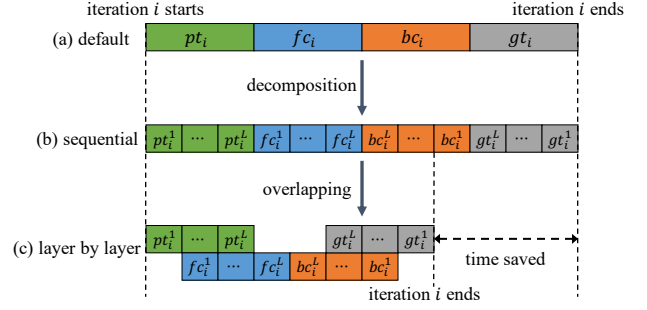 iteration i starts iteration i ends
(a) default pt_i fc_i bc_i gt_i
decomposition
(b) sequential pt_i^1 ... pt_i^L fc_i^1 ... fc_i^L bc_i^L ... bc_i^1 gt_i^L ... gt_i^1
overlapping
(c) layer by layer pt_i^1 ... pt_i^L gt_i^L ... gt_i^1
fc_i^1 ... fc_i^L bc_i^L ... bc_i^1
time saved
iteration i ends